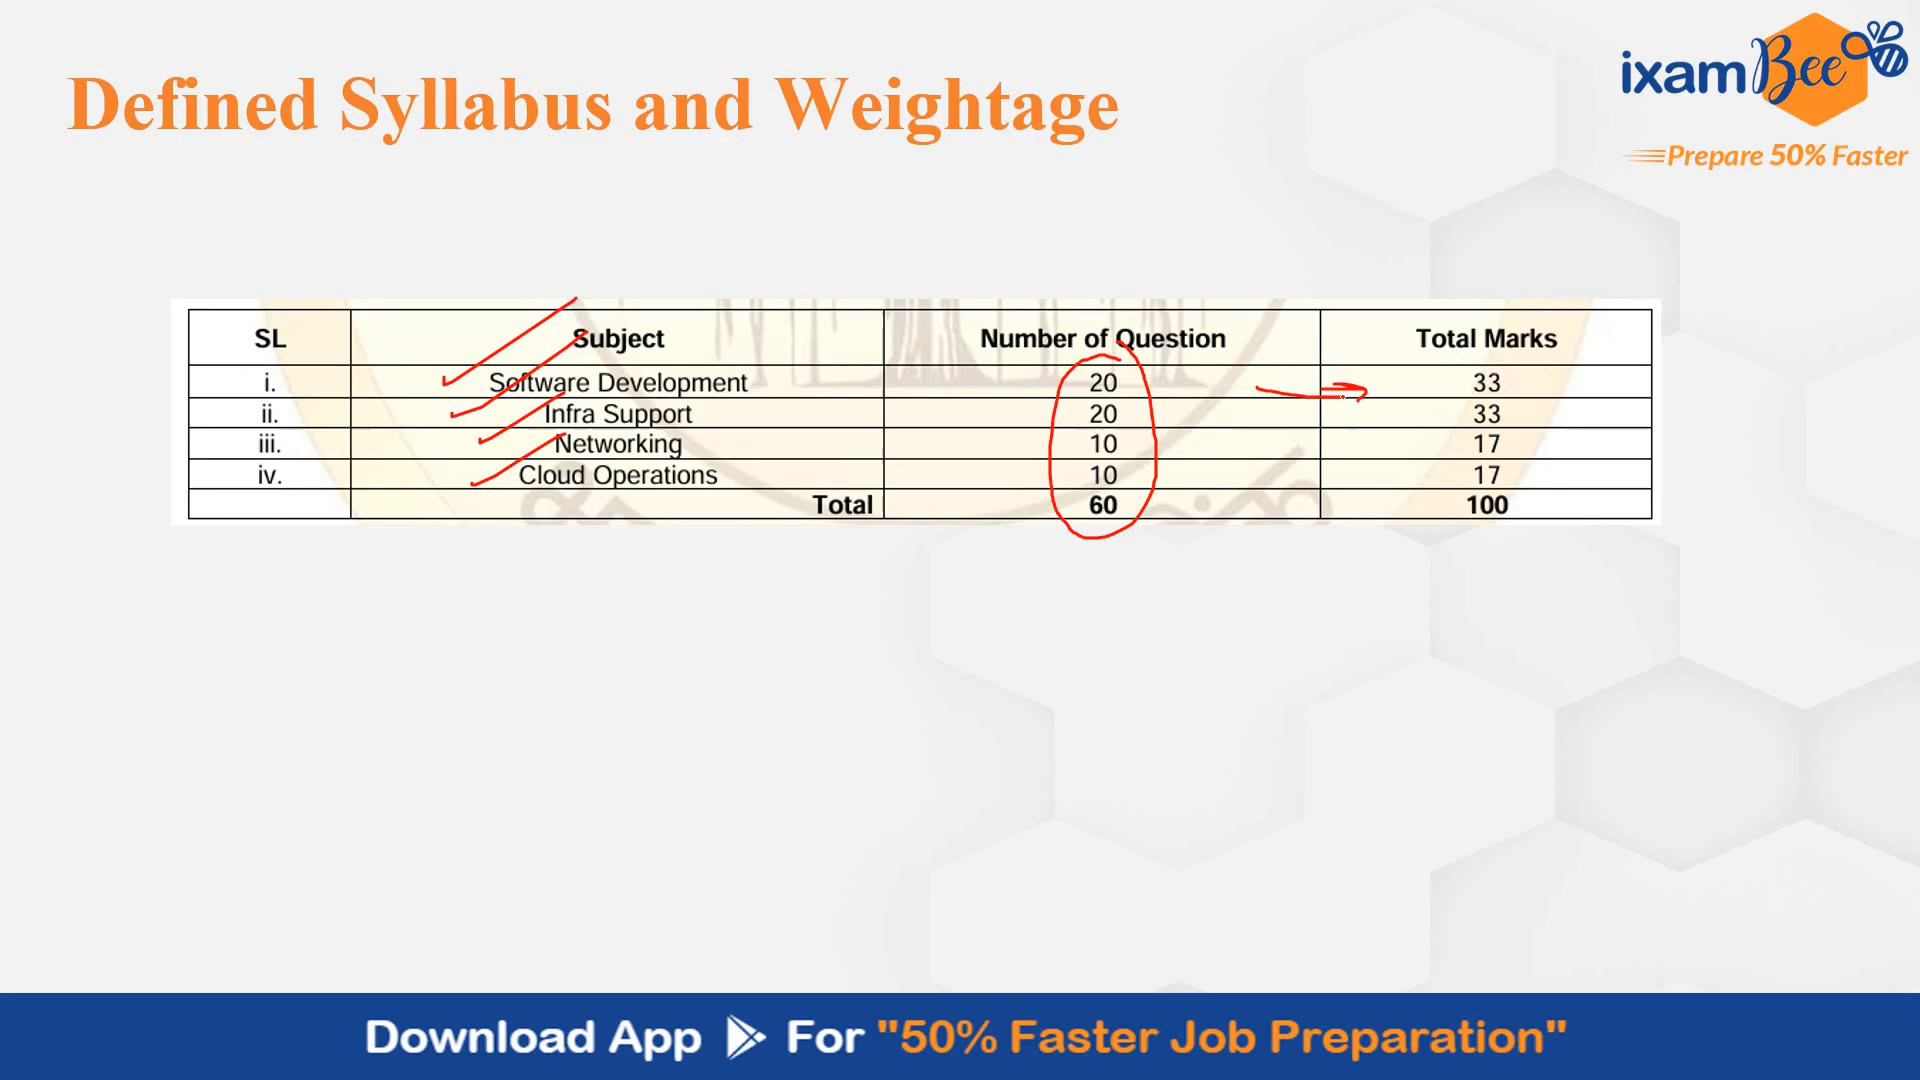 Defined Syllabus and Weightage
ixamBee
Prepare 50% Faster
SL Subject Number of Question Total Marks
i. Software Development 20 33
ii. Infra Support 20 33
iii. Networking 10 17
iv. Cloud Operations 10 17
Total 60 100
Download App For "50% Faster Job Preparation"